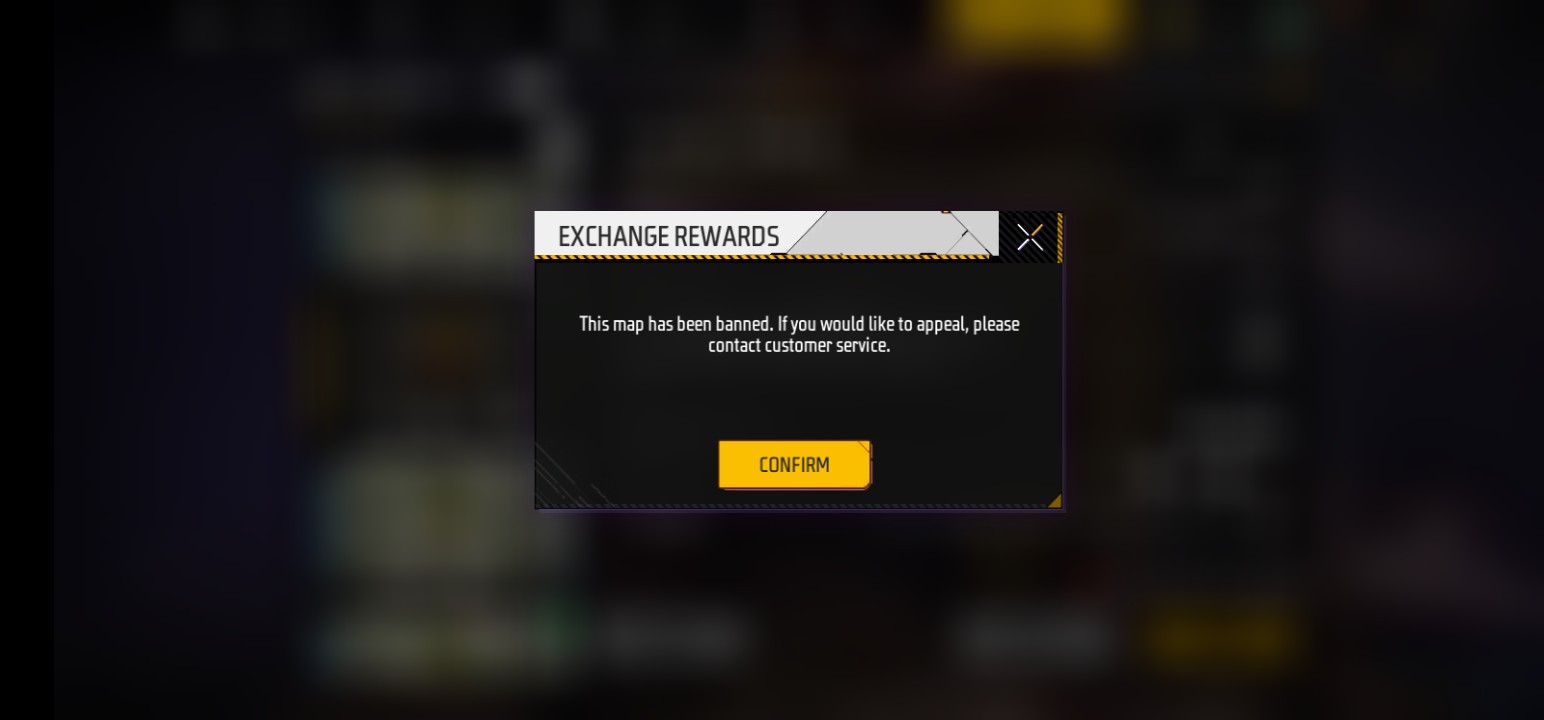 EXCHANGE REWARDS
This map has been banned. If you would like to appeal, please
contact customer service.
CONFIRM